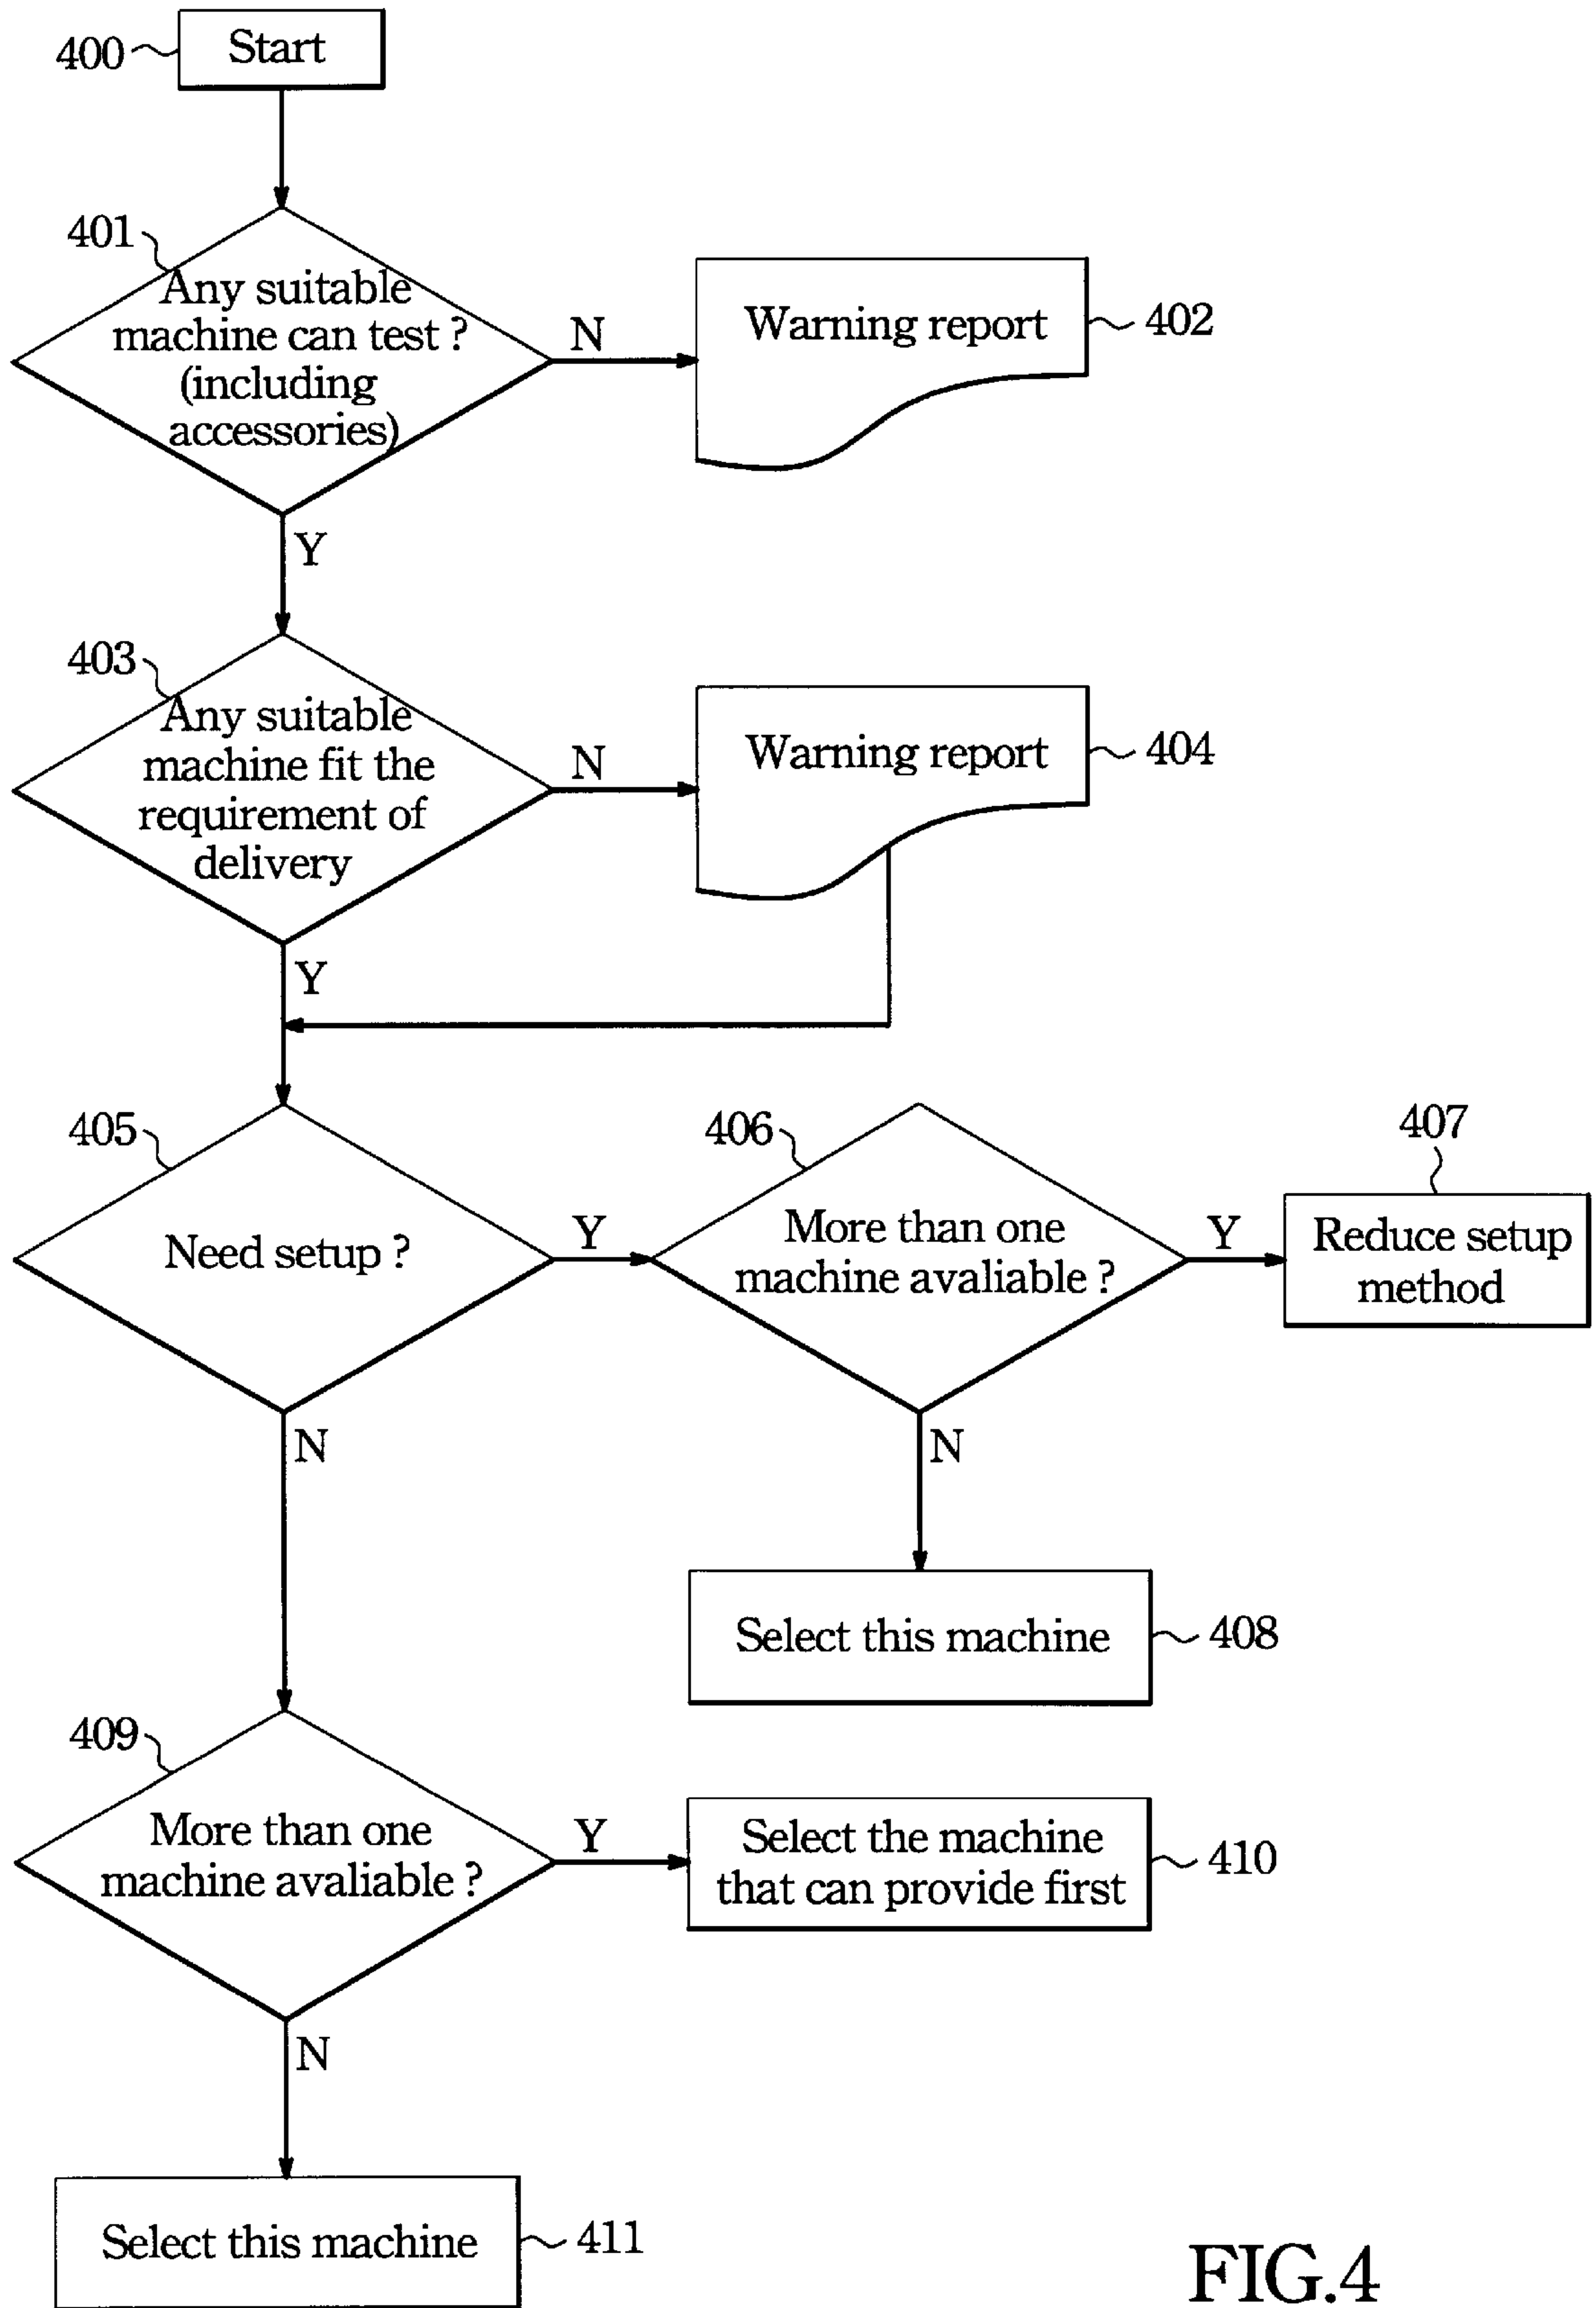 400
Start
401
Any suitable
machine can test ?
(including
accessories)
N
Warning report
402
Y
403
Any suitable
machine fit the
requirement of
delivery
N
Warning report
404
Y
405
Need setup ?
Y
406
More than one
machine avaliable ?
Y
407
Reduce setup
method
N
N
Select this machine
408
409
More than one
machine avaliable ?
Y
Select the machine
that can provide first
410
N
Select this machine
411
FIG.4